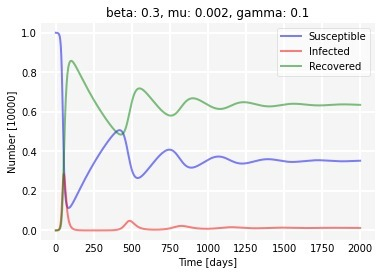 beta: 0.3, mu: 0.002, gamma: 0.1
Susceptible
Infected
Recovered
Number [10000]
1.0
0.8
0.6
0.4
0.2
0.0
0 250 500 750 1000 1250 1500 1750 2000
Time [days]